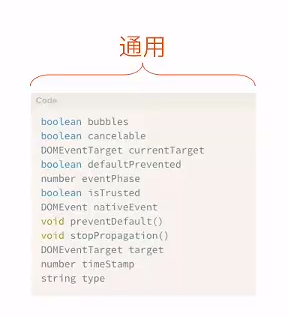 通用
Code
boolean bubbles
boolean cancelable
DOMEventTarget currentTarget
boolean defaultPrevented
number eventPhase
boolean isTrusted
DOMEvent nativeEvent
void preventDefault()
void stopPropagation()
DOMEventTarget target
number timeStamp
string type